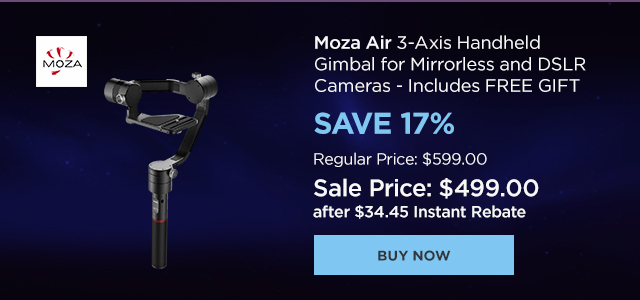 MOZA
Moza Air 3-Axis Handheld
Gimbal for Mirrorless and DSLR
Cameras - Includes FREE GIFT
SAVE 17%
Regular Price: $599.00
Sale Price: $499.00
after $34.45 Instant Rebate
BUY NOW